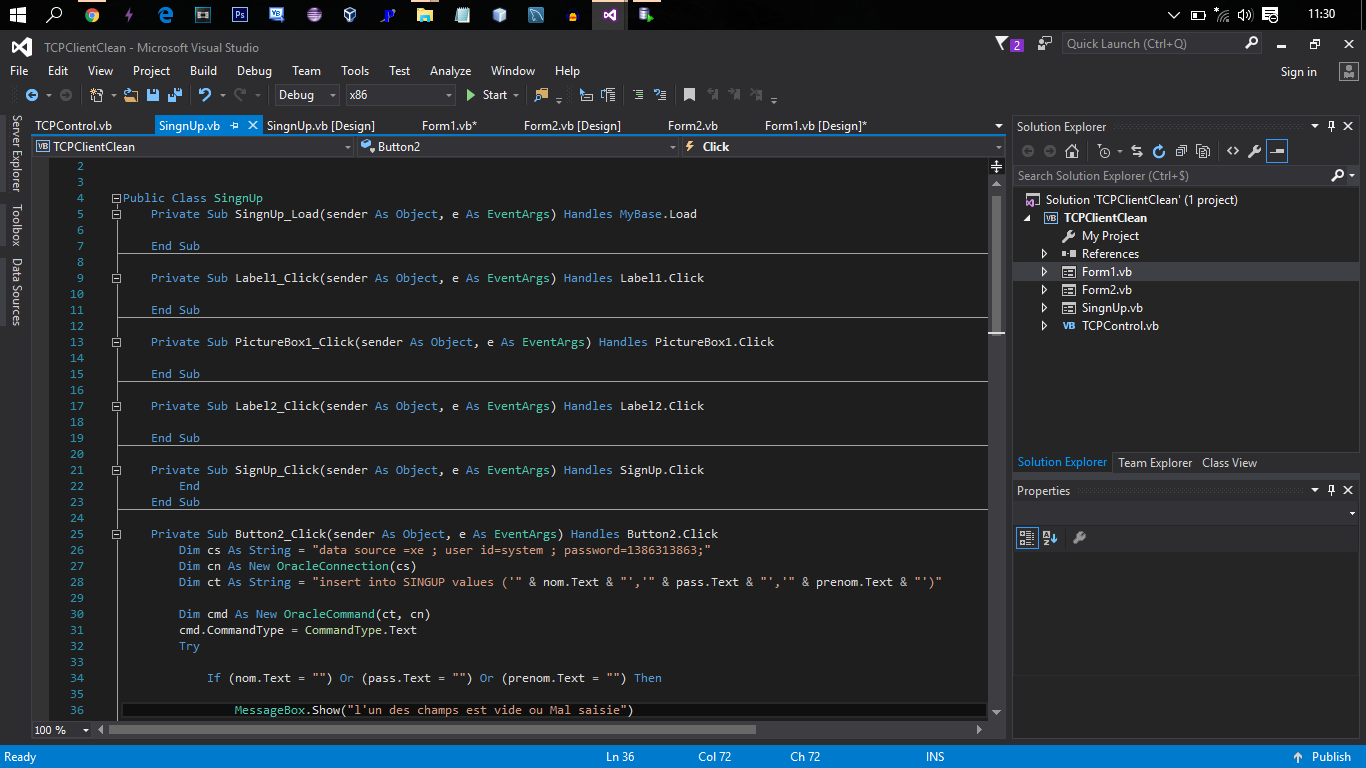 11:30
TCPClientClean - Microsoft Visual Studio
2
Quick Launch (Ctrl+Q)
File Edit View Project Build Debug Team Tools Test Analyze Window Help
Sign in
Debug x86 Start
TCPControl.vb SingnUp.vb SingnUp.vb [Design] Form1.vb* Form2.vb [Design] Form2.vb Form1.vb [Design]*
TCPClientClean Button2 Click
Server Explorer
Toolbox
Data Sources
2
3
4 Public Class SingnUp
5 Private Sub SingnUp_Load(sender As Object, e As EventArgs) Handles MyBase.Load
6
7 End Sub
8
9 Private Sub Label1_Click(sender As Object, e As EventArgs) Handles Label1.Click
10
11 End Sub
12
13 Private Sub PictureBox1_Click(sender As Object, e As EventArgs) Handles PictureBox1.Click
14
15 End Sub
16
17 Private Sub Label2_Click(sender As Object, e As EventArgs) Handles Label2.Click
18
19 End Sub
20
21 Private Sub SignUp_Click(sender As Object, e As EventArgs) Handles SignUp.Click
22 End
23 End Sub
24
25 Private Sub Button2_Click(sender As Object, e As EventArgs) Handles Button2.Click
26 Dim cs As String = "data source =xe ; user id=system ; password=1386313863;"
27 Dim cn As New OracleConnection(cs)
28 Dim ct As String = "insert into SINGUP values ('" & nom.Text & "','" & pass.Text & "','" & prenom.Text & "')"
29
30 Dim cmd As New OracleCommand(ct, cn)
31 cmd.CommandType = CommandType.Text
32 Try
33
34 If (nom.Text = "") Or (pass.Text = "") Or (prenom.Text = "") Then
35
36 MessageBox.Show("l'un des champs est vide ou Mal saisie")
100 %
Solution Explorer
Search Solution Explorer (Ctrl+$)
Solution 'TCPClientClean' (1 project)
TCPClientClean
My Project
References
Form1.vb
Form2.vb
SingnUp.vb
VB TCPControl.vb
Solution Explorer Team Explorer Class View
Properties
Ready Ln 36 Col 72 Ch 72 INS Publish